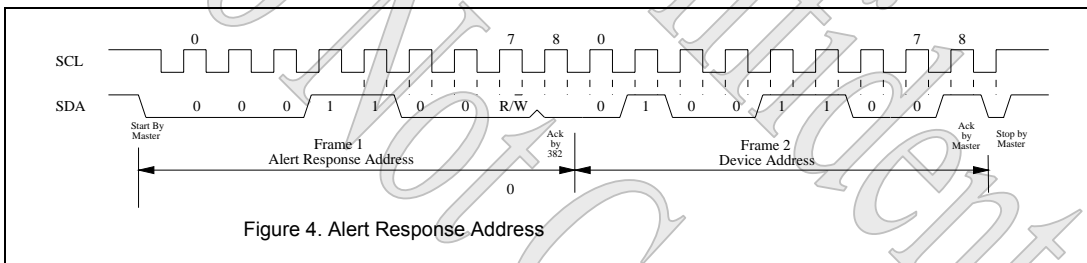 0 7 8 0 7 8
SCL
SDA
0 0 0 1 1 0 0 R/W 0 1 0 0 1 1 0 0
Start By
Master
Ack
by
382
Ack
by
Master
Stop by
Master
Frame 1
Alert Response Address
Frame 2
Device Address
0
Figure 4. Alert Response Address